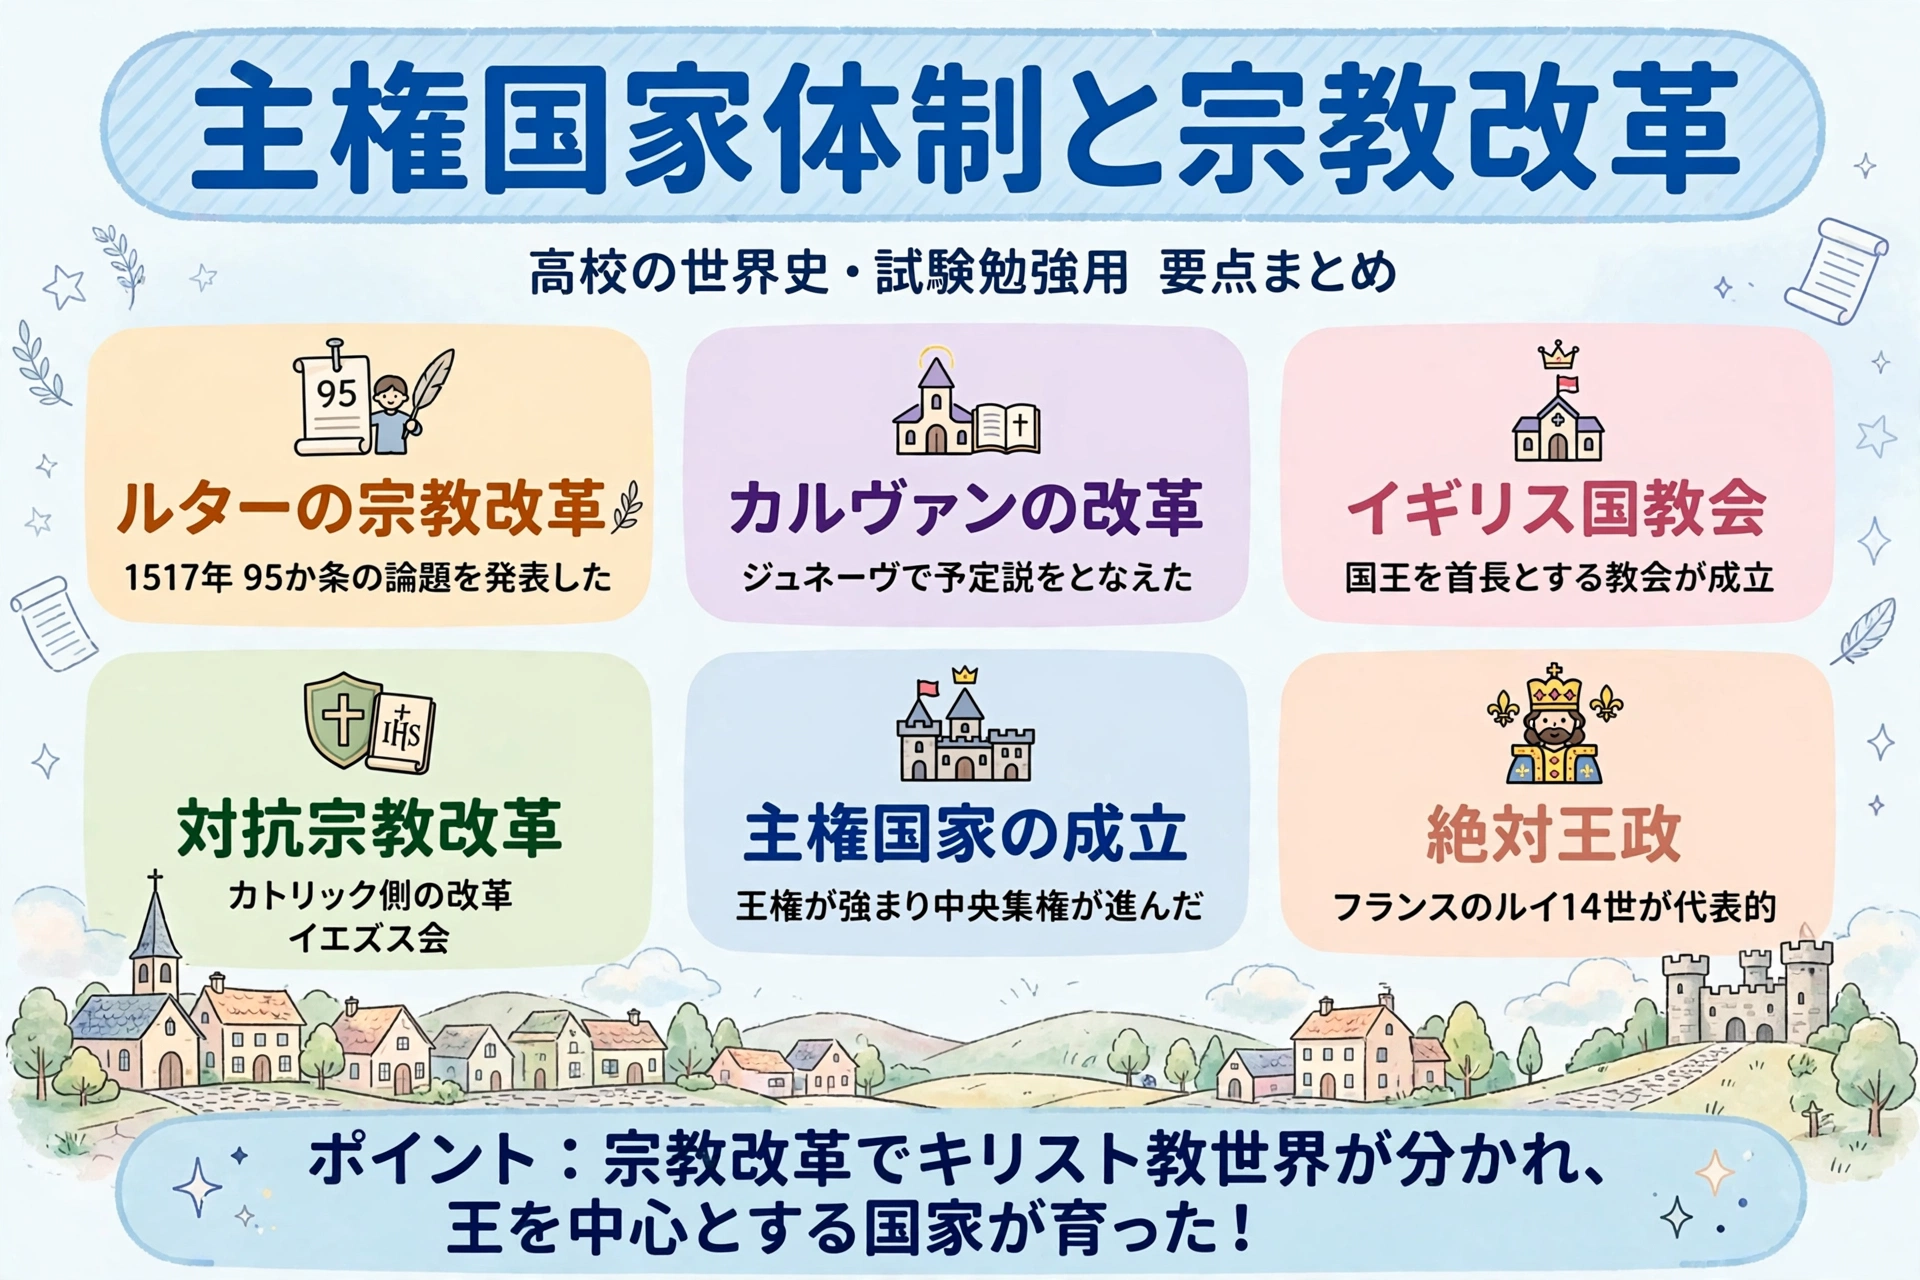 主権国家体制と宗教改革
高校の世界史・試験勉強用 要点まとめ
95
ルターの宗教改革
1517年 95か条の論題を発表した
カルヴァンの改革
ジュネーヴで予定説をとなえた
イギリス国教会
国王を首長とする教会が成立
IHS
対抗宗教改革
カトリック側の改革
イエズス会
主権国家の成立
王権が強まり中央集権が進んだ
絶対王政
フランスのルイ14世が代表的
ポイント：宗教改革でキリスト教世界が分かれ、
王を中心とする国家が育った！